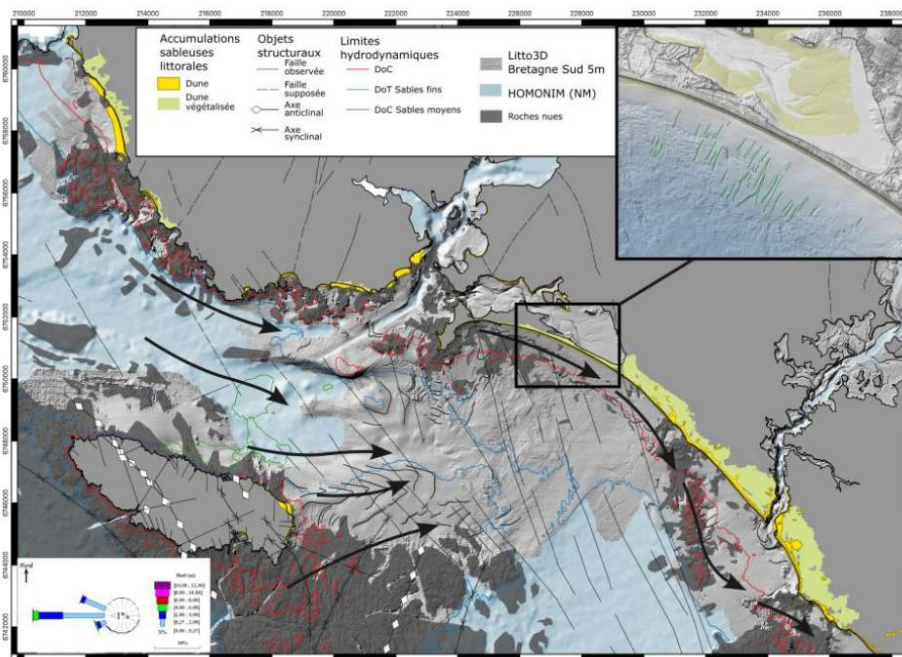 210000 212000 214000 216000 218000 220000 222000 224000 226000 228000 230000 232000 234000 236000 238000
Accumulations
sableuses
littorales
Dune
Dune
végétalisée
Objets
structuraux
Faille
observée
Faille
supposée
Axe
anticlinal
Axe
synclinal
Limites
hydrodynamiques
DoC
DoT Sables fins
DoC Sables moyens
Litto3D
Bretagne Sud 5m
HOMONIM (NM)
Roches nues
6760000
6758000
6756000
6754000
6752000
6750000
6748000
6746000
6744000
6742000
Nord
1%